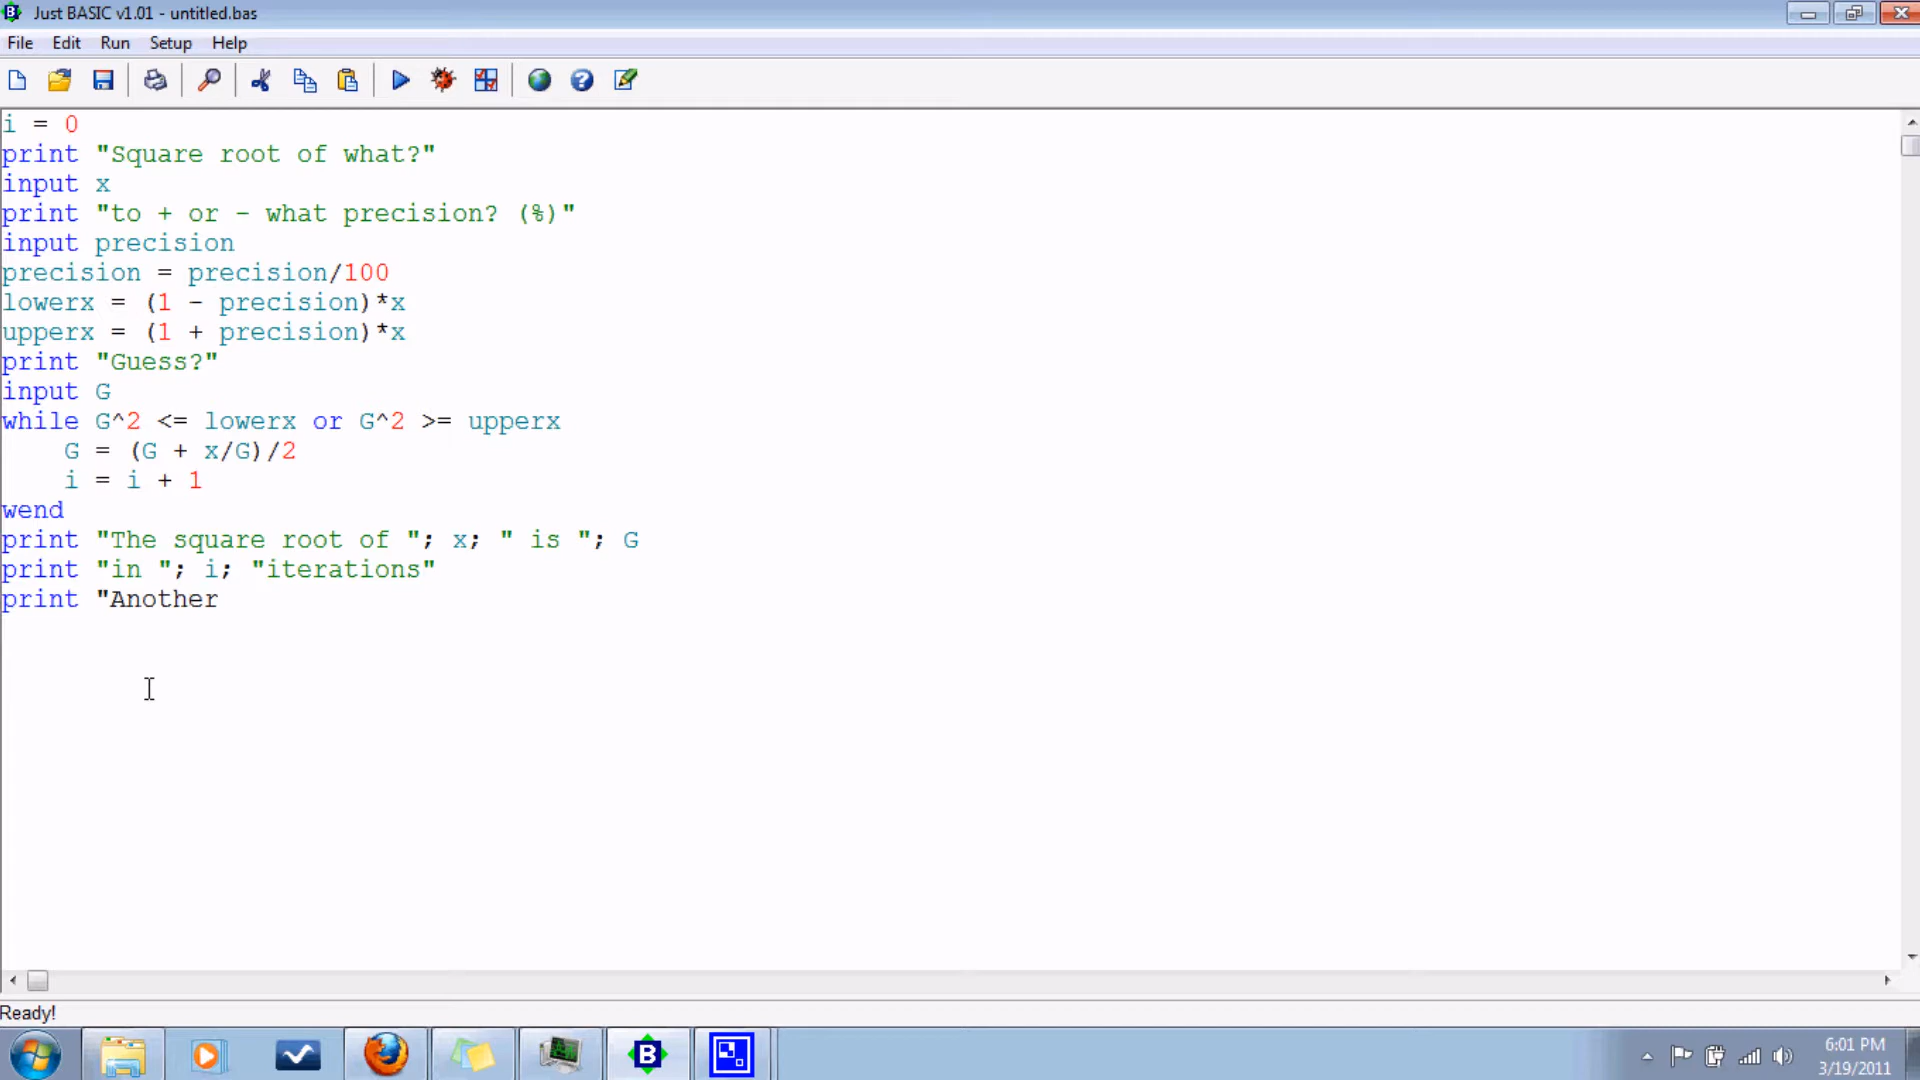 Just BASIC v1.01 - untitled.bas
File Edit Run Setup Help
i = 0
print "Square root of what?"
input x
print "to + or - what precision? (%)"
input precision
precision = precision/100
lowerx = (1 - precision)*x
upperx = (1 + precision)*x
print "Guess?"
input G
while G^2 <= lowerx or G^2 >= upperx
    G = (G + x/G)/2
    i = i + 1
wend
print "The square root of "; x; " is "; G
print "in "; i; "iterations"
print "Another
Ready!
6:01 PM
3/19/2011